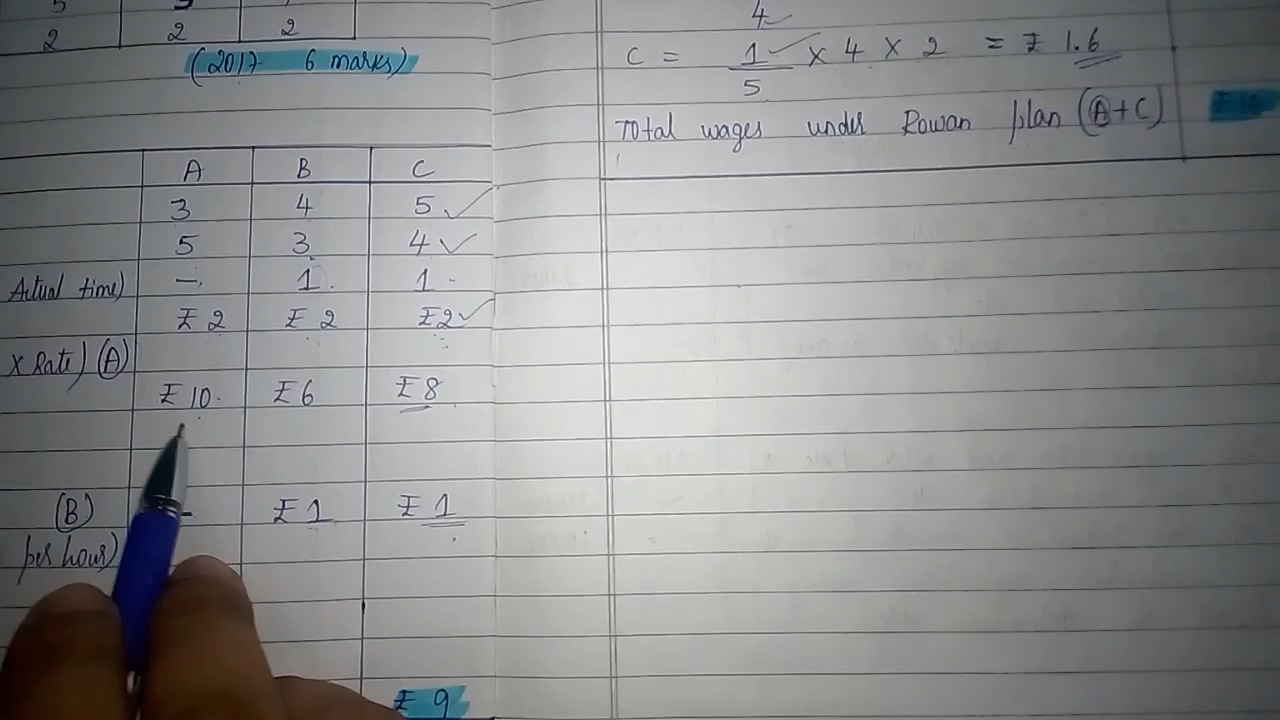 2 2 2
(2017 6 marks)
A B C
3 4 5 ✓
5 3 4 ✓
Actual time) – 1 1
₹ 2 ₹ 2 ₹2 ✓
X Rate) (A)
₹ 10 ₹ 6 ₹ 8
(B) - ₹ 1 ₹ 1
per hour)
₹ 9
4 ✓
C = 1 ✓ X 4 X 2 = ₹ 1.6
5
Total wages under Rowan plan (A+C)